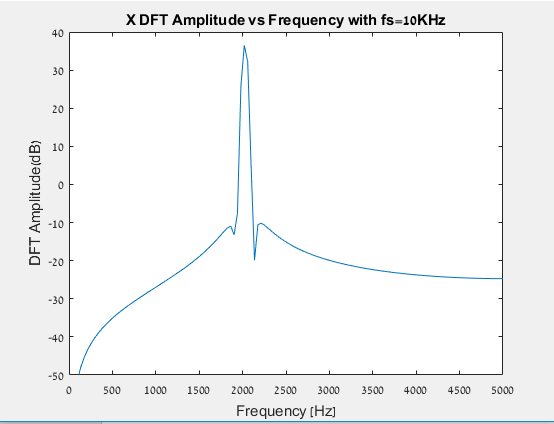 X DFT Amplitude vs Frequency with fs=10KHz
DFT Amplitude(dB)
40
30
20
10
0
-10
-20
-30
-40
-50
0 500 1000 1500 2000 2500 3000 3500 4000 4500 5000
Frequency [Hz]